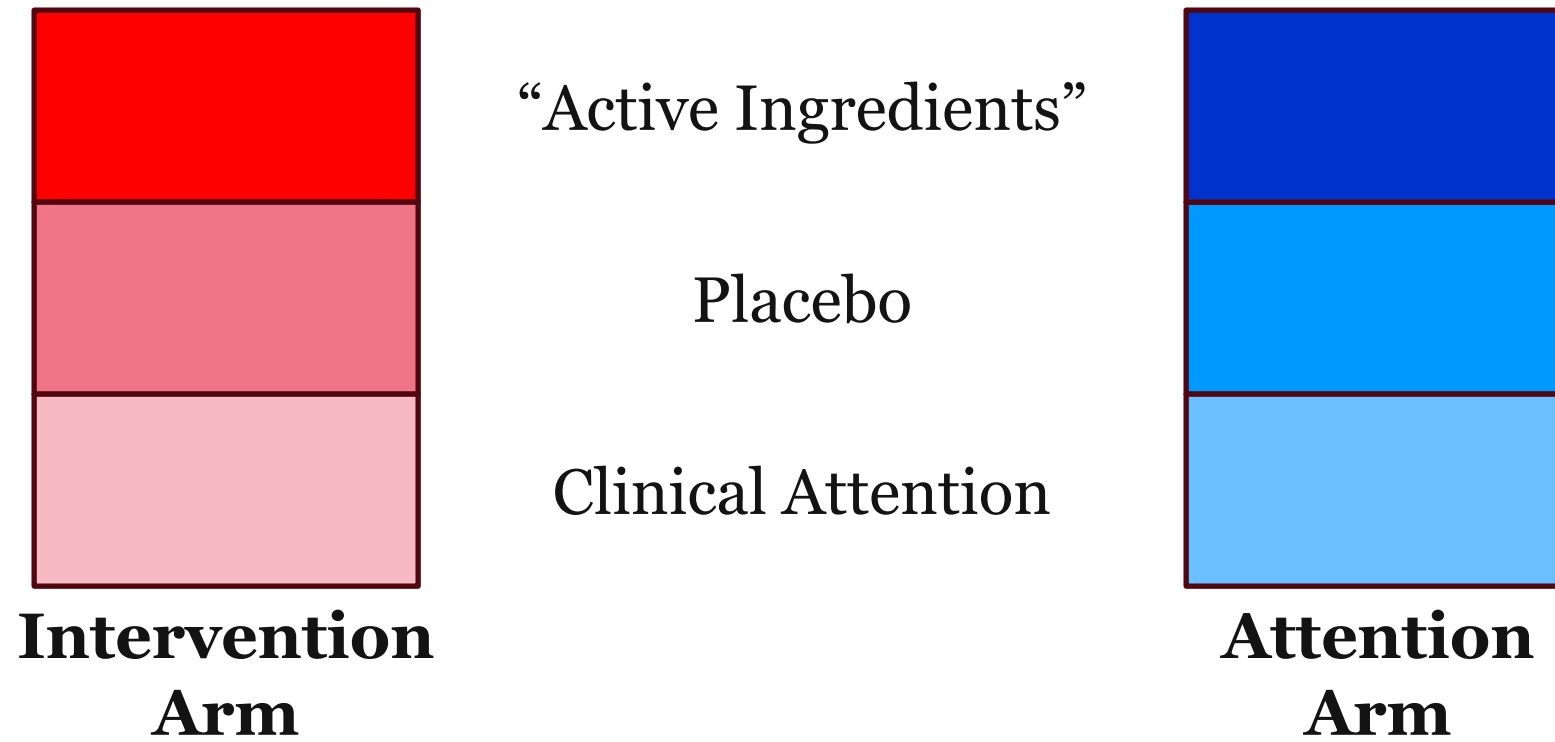 “Active Ingredients”
Placebo
Clinical Attention
Intervention
Arm
Attention
Arm